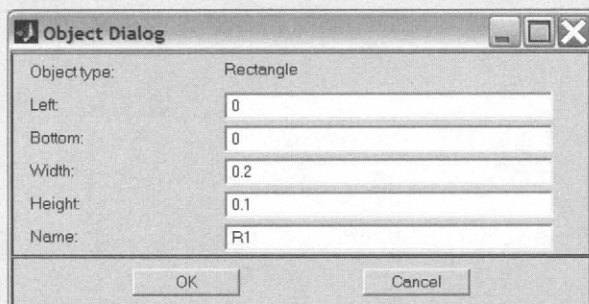 Object Dialog
Object type: Rectangle
Left: 0
Bottom: 0
Width: 0.2
Height: 0.1
Name: R1
OK Cancel